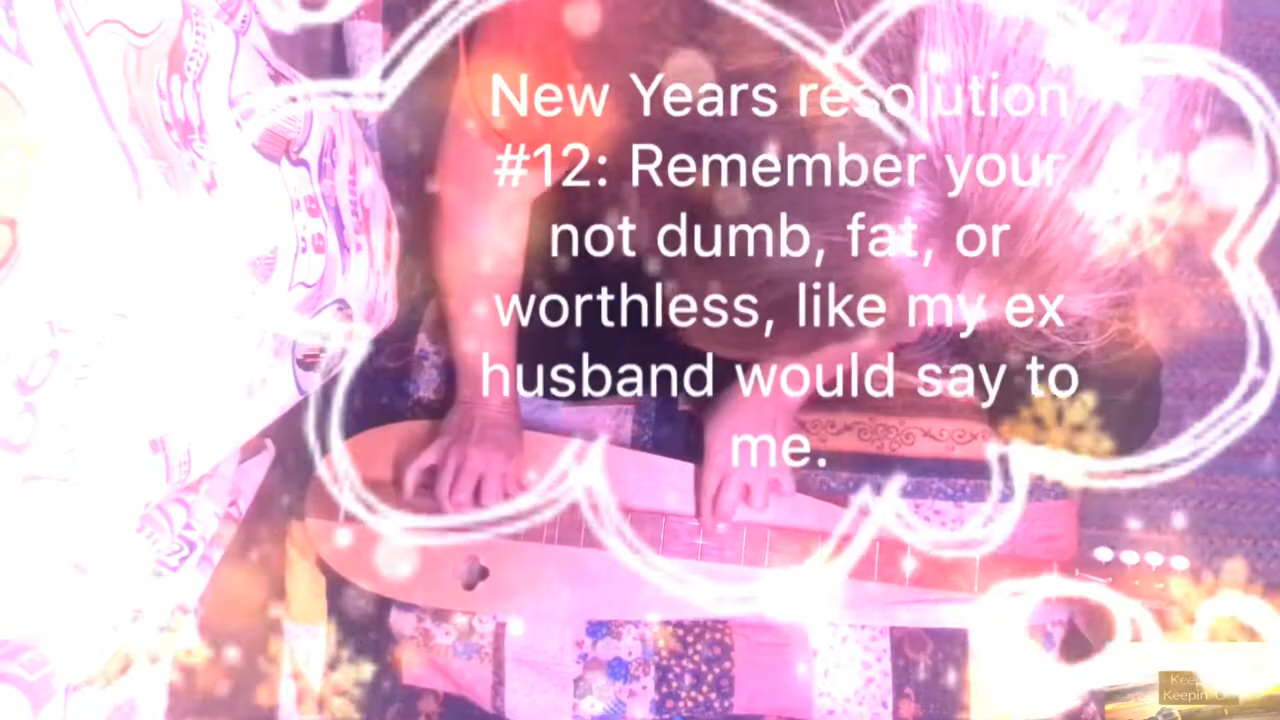 New Years resolution
#12: Remember your
not dumb, fat, or
worthless, like my ex
husband would say to
me.
Keepin